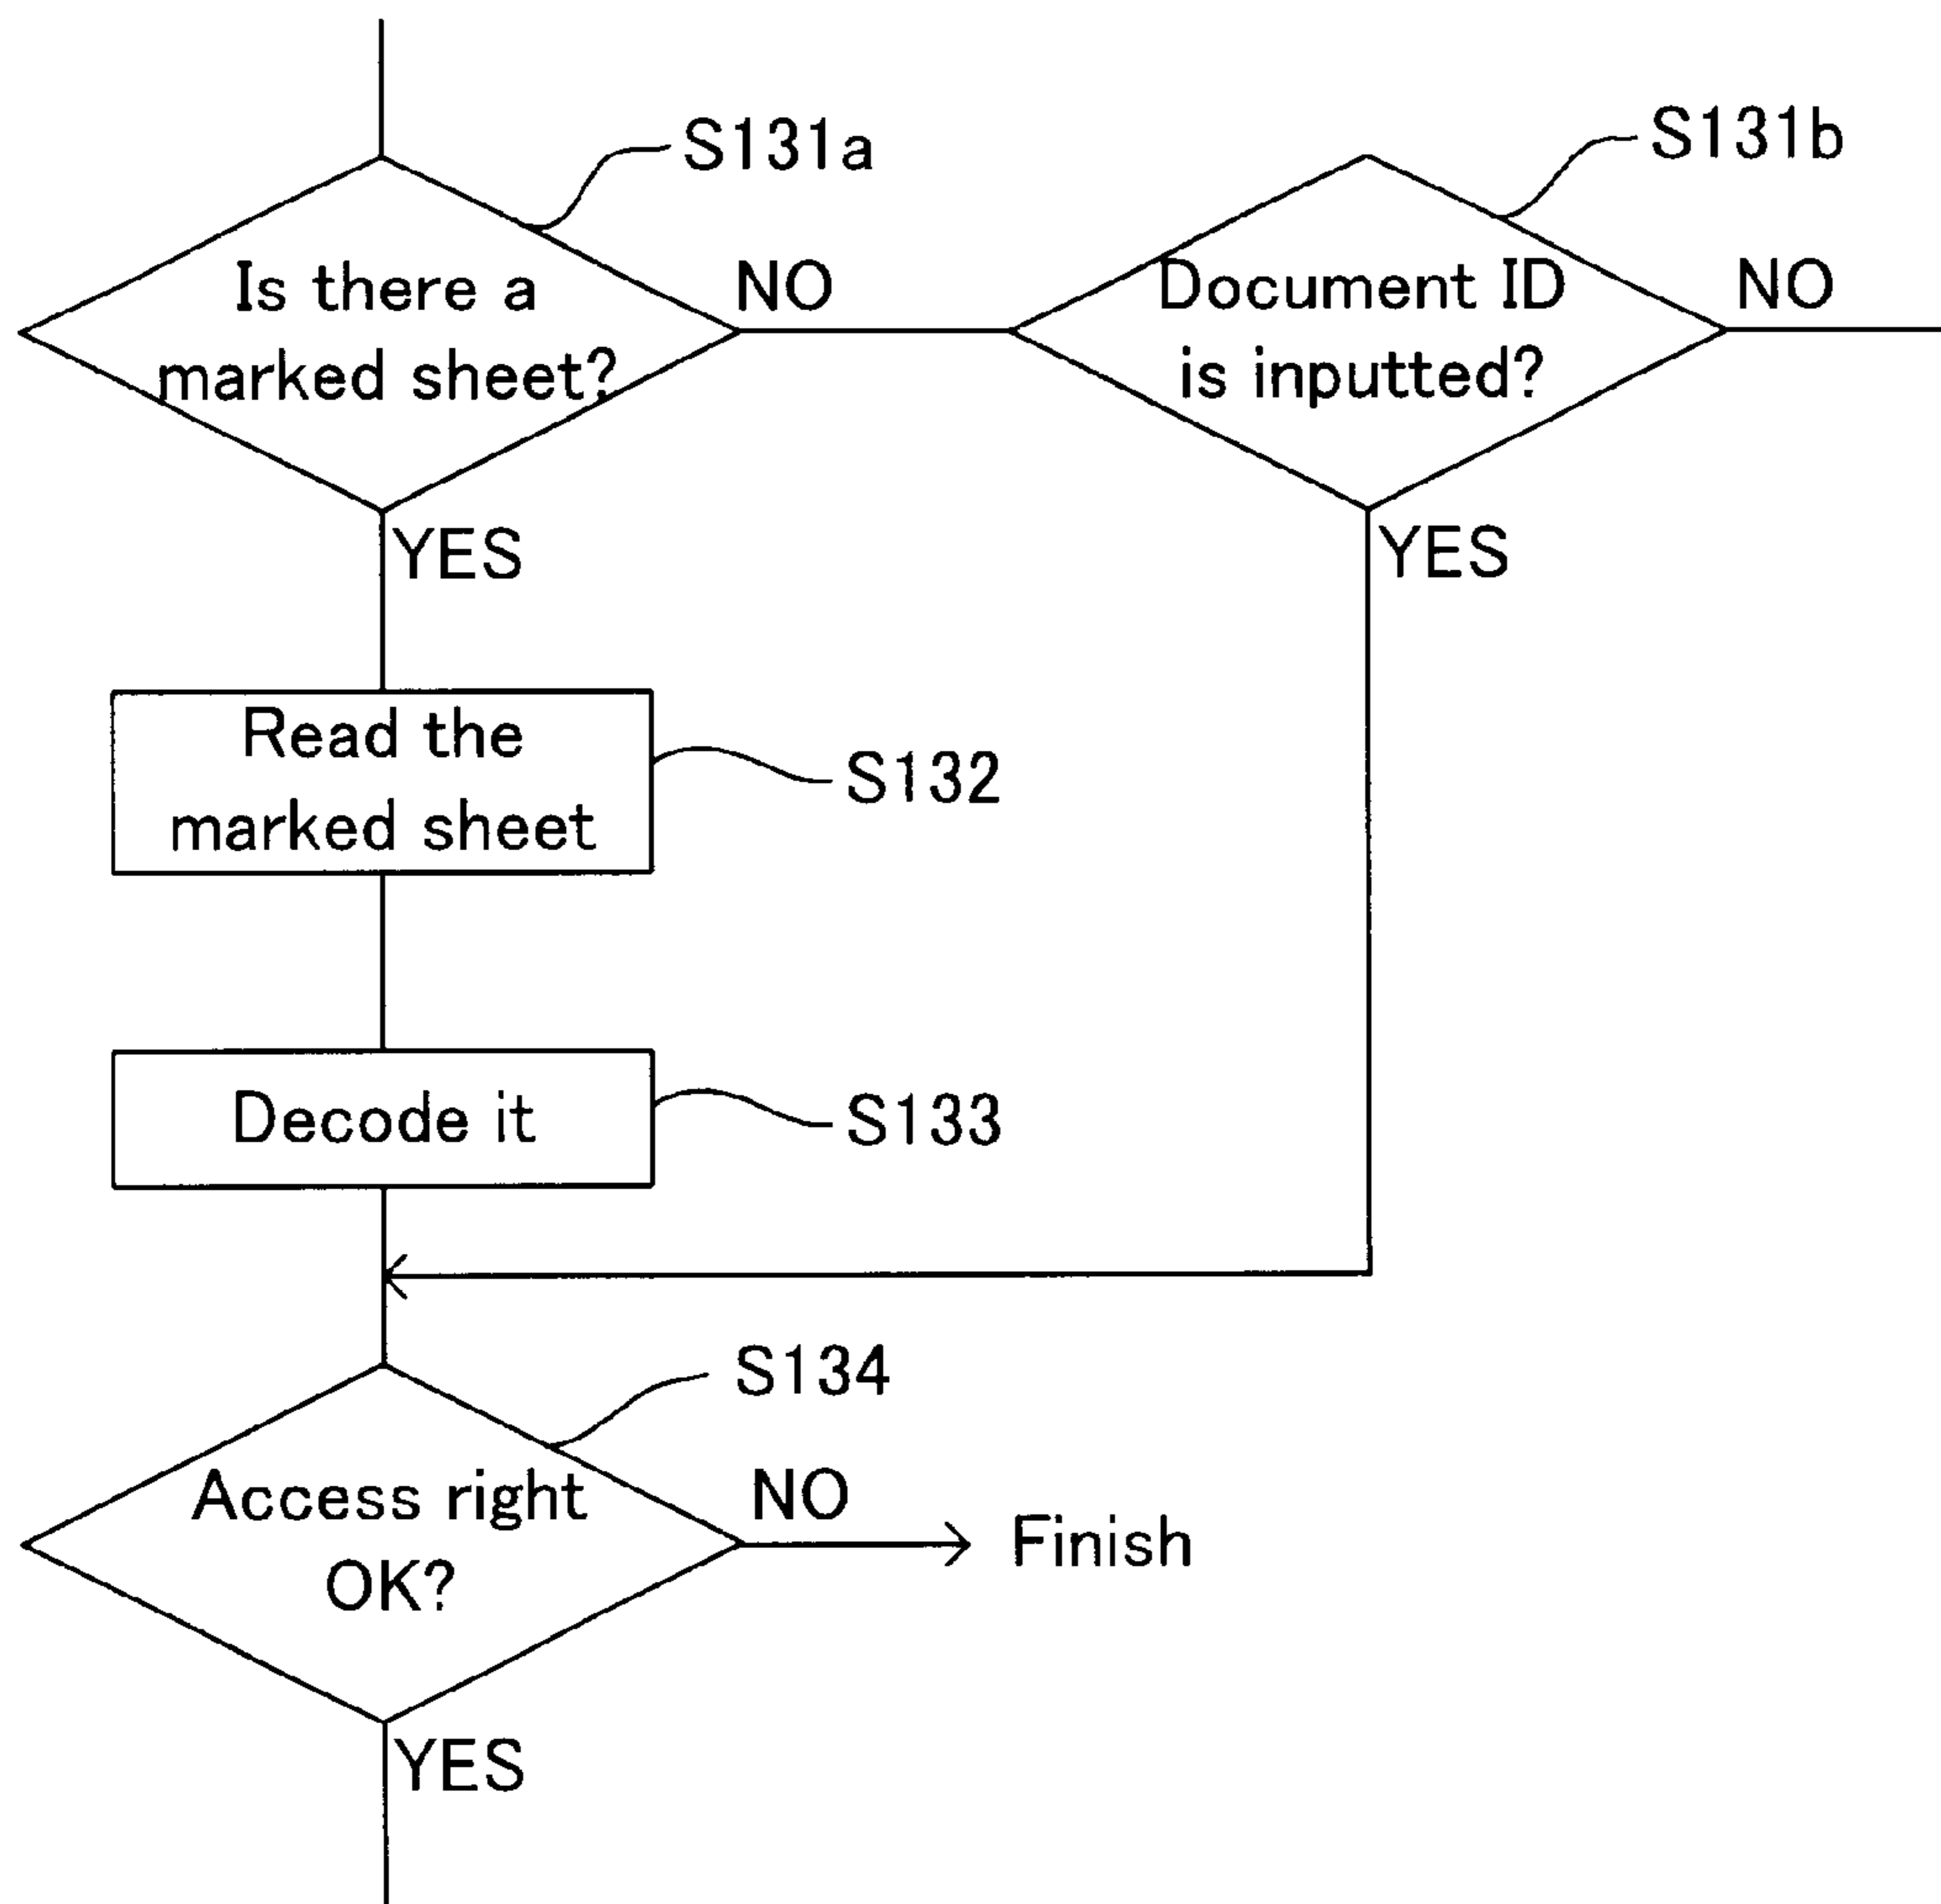 S131a
Is there a
marked sheet?
NO
YES
S131b
Document ID
is inputted?
NO
YES
Read the
marked sheet
S132
Decode it
S133
S134
Access right
OK?
NO
Finish
YES